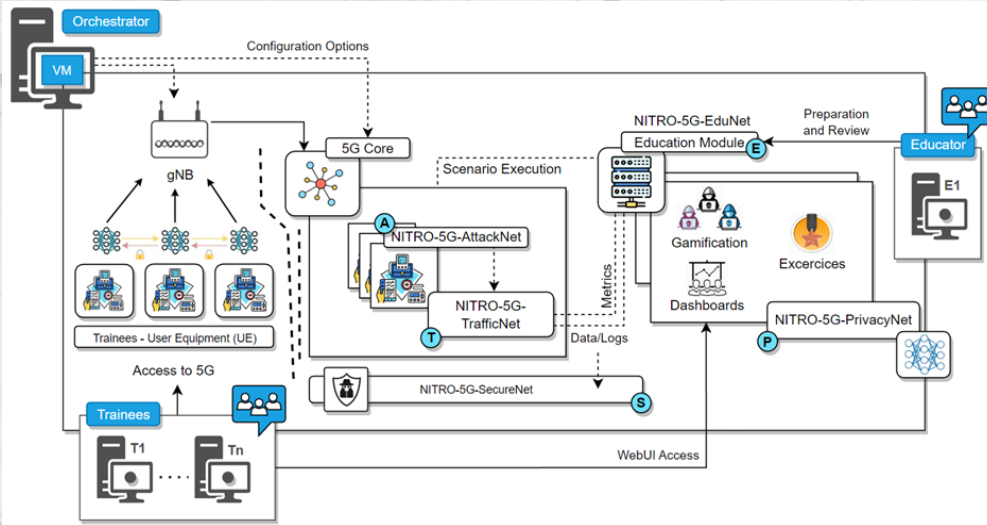 Orchestrator
VM
Configuration Options
gNB
5G Core
Scenario Execution
NITRO-5G-EduNet
Education Module
E
Preparation
and Review
Educator
E1
A
NITRO-5G-AttackNet
NITRO-5G-
TrafficNet
T
Metrics
Data/Logs
Gamification
Excercices
Dashboards
NITRO-5G-PrivacyNet
P
Trainees - User Equipment (UE)
Access to 5G
NITRO-5G-SecureNet
S
Trainees
T1
Tn
WebUI Access